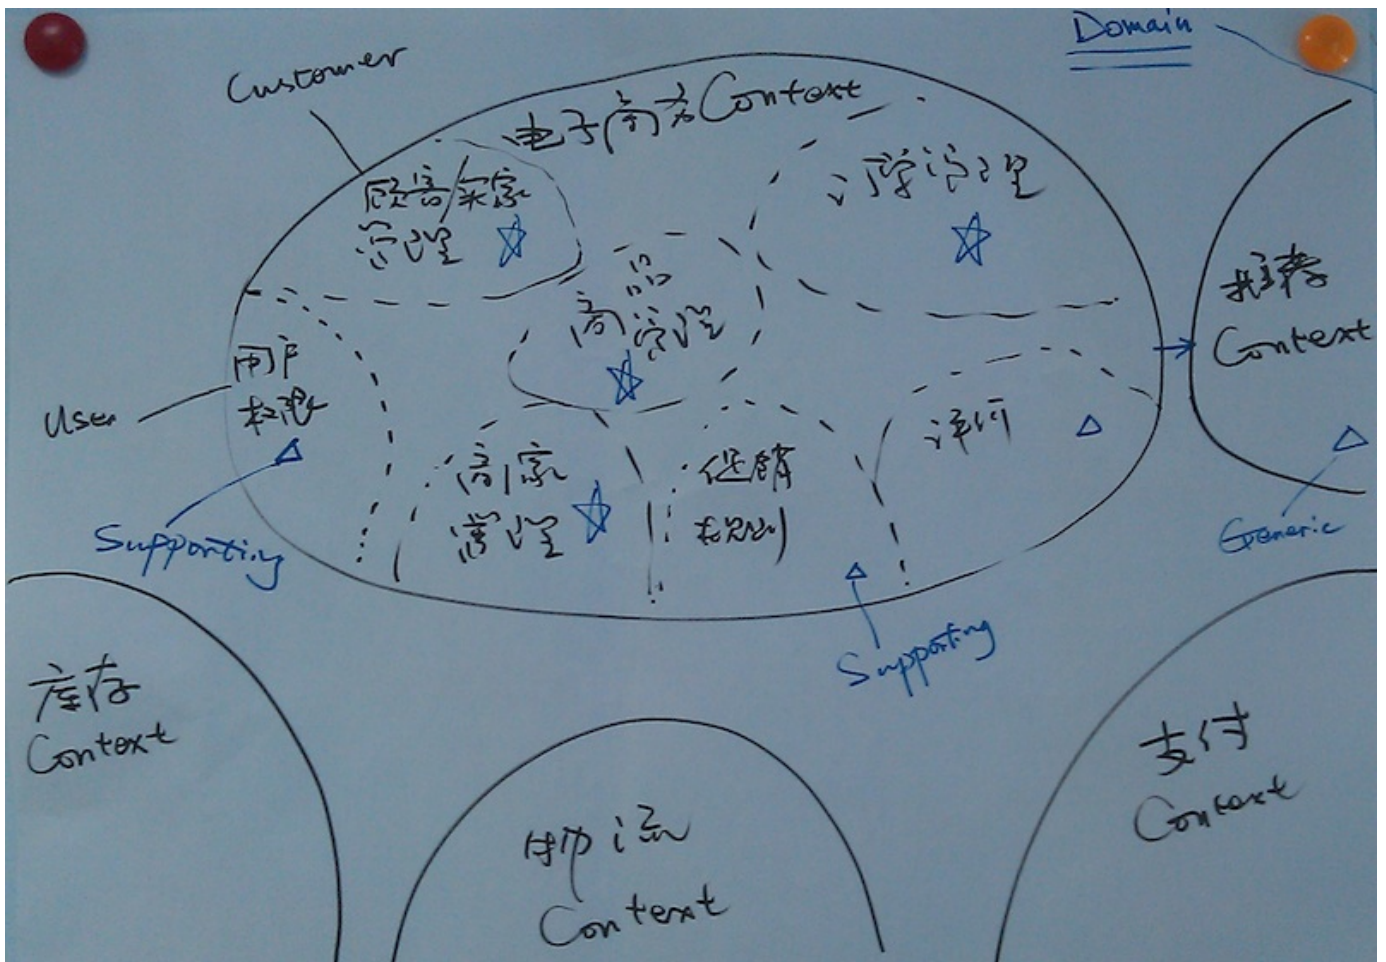 Domain
Customer
电子商务Context
顾客/买家
管理
订单管理
商品
管理
推荐
Context
User
用户
权限
评价
商家
管理
促销
规则
Supporting
Generic
Supporting
库存
Context
支付
Context
物流
Context